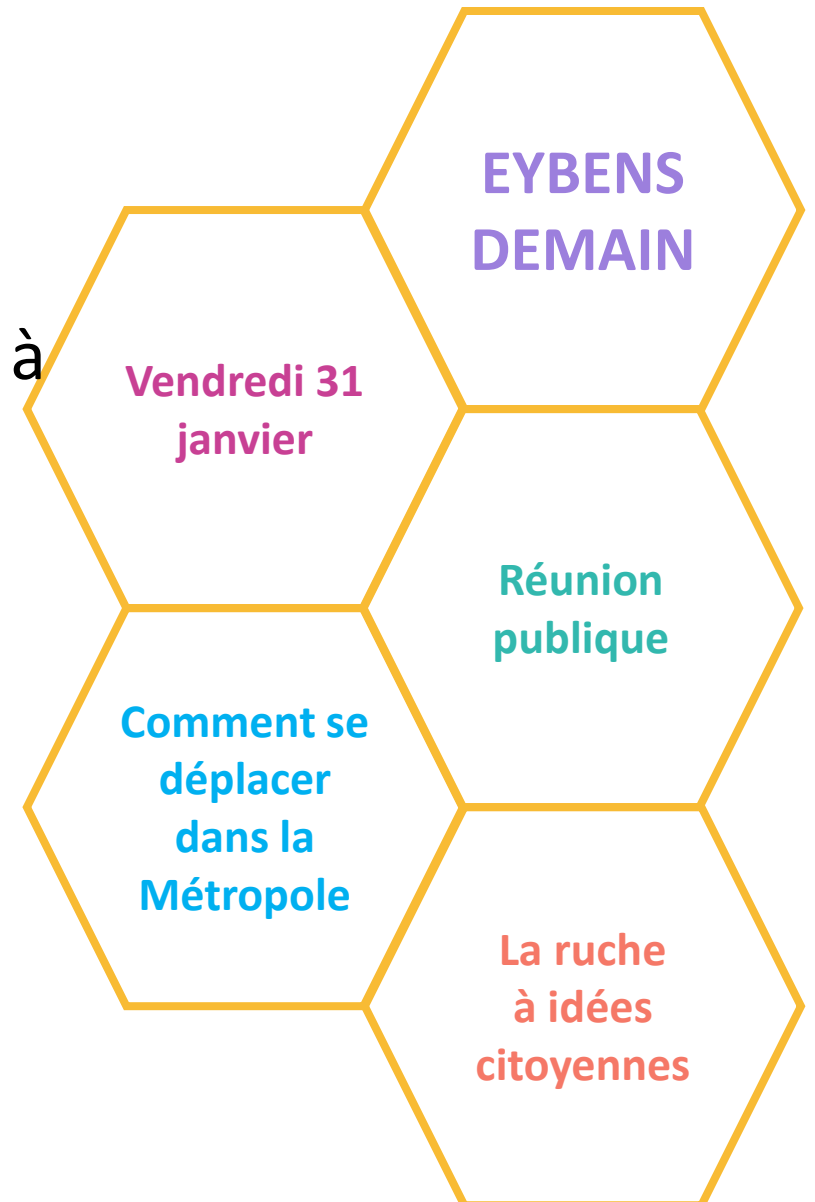 EYBENS
DEMAIN
à
Vendredi 31
janvier
Réunion
publique
Comment se
déplacer
dans la
Métropole
La ruche
à idées
citoyennes